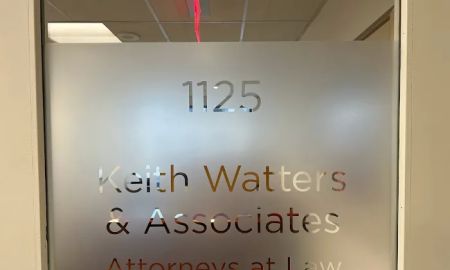 1125
Keith Watters
& Associates
Attorneys at Law